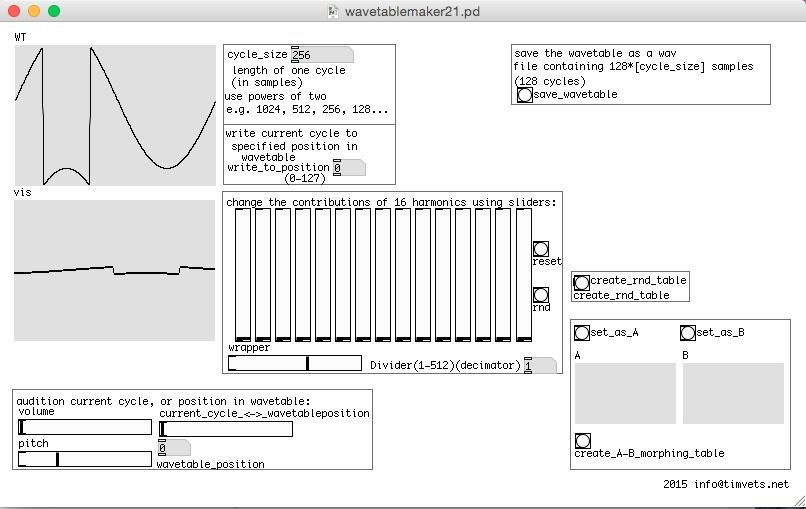 wavetablemaker21.pd
WT
cycle_size 256
length of one cycle
(in samples)
use powers of two
e.g. 1024, 512, 256, 128...
write current cycle to
specified position in
wavetable
write_to_position 0
(0-127)
save the wavetable as a wav
file containing 128*[cycle_size] samples
(128 cycles)
save_wavetable
vis
change the contributions of 16 harmonics using sliders:
reset
rnd
wrapper
Divider(1-512)(decimator) 1
create_rnd_table
create_rnd_table
set_as_A
set_as_B
A
B
create_A-B_morphing_table
audition current cycle, or position in wavetable:
volume
current_cycle_<->_wavetableposition
pitch
0
wavetable_position
2015 info@timvets.net